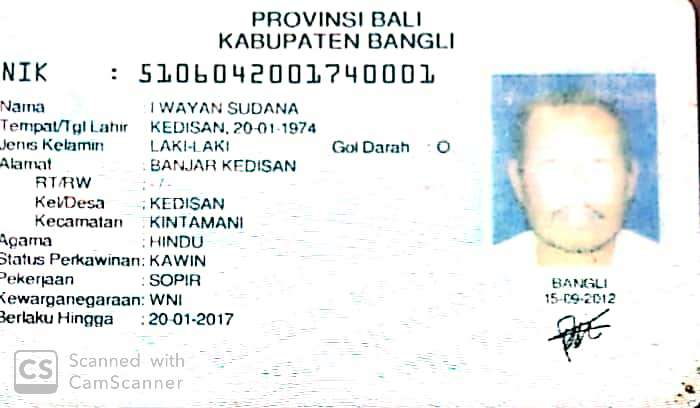 PROVINSI BALI
KABUPATEN BANGLI
NIK : 5106042001740001
Nama : I WAYAN SUDANA
Tempat/Tgl Lahir : KEDISAN, 20-01-1974
Jenis Kelamin : LAKI-LAKI Gol Darah : O
Alamat : BANJAR KEDISAN
RT/RW : - / -
Kel/Desa : KEDISAN
Kecamatan : KINTAMANI
Agama : HINDU
Status Perkawinan: KAWIN
Pekerjaan : SOPIR
Kewarganegaraan: WNI
Berlaku Hingga : 20-01-2017
BANGLI
15-09-2012
CS Scanned with
CamScanner